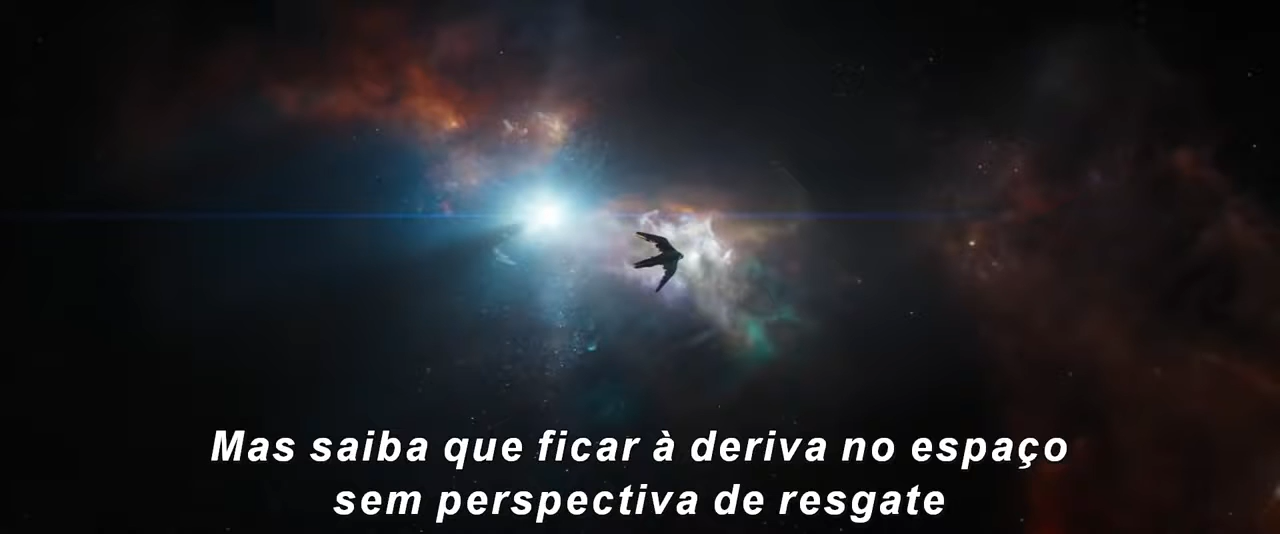 Mas saiba que ficar à deriva no espaço
sem perspectiva de resgate